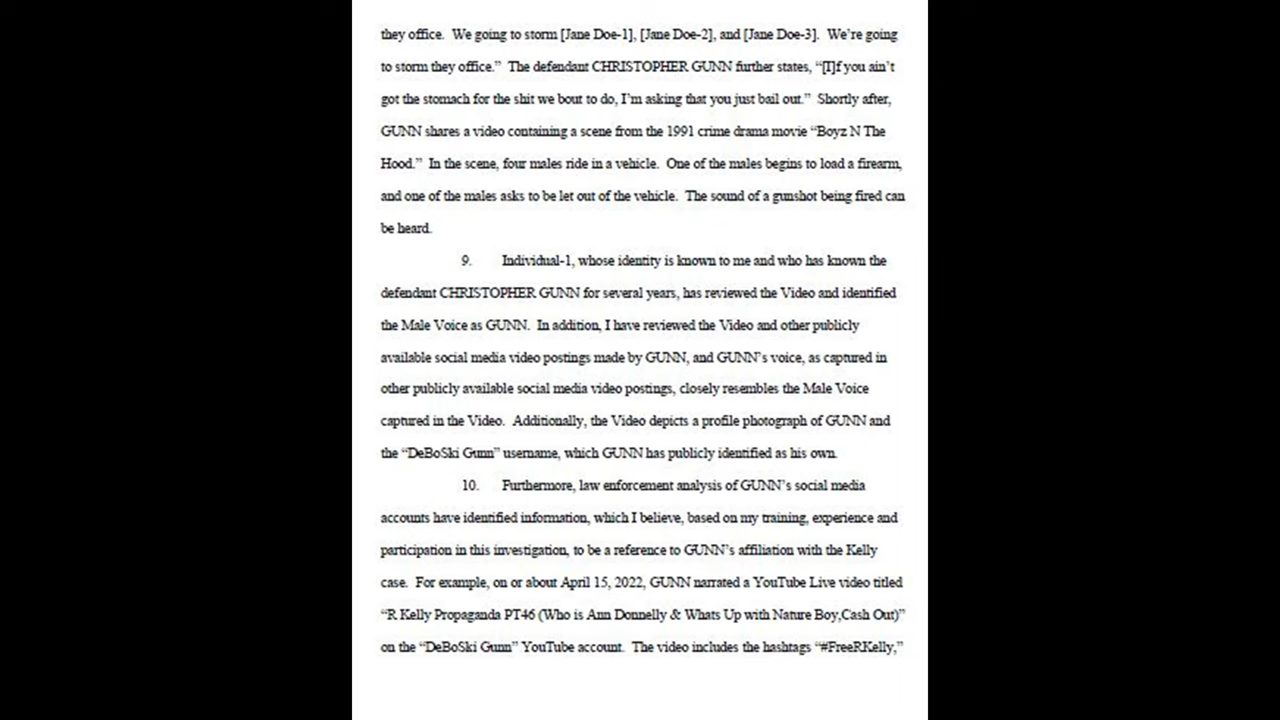 they office. We going to storm [Jane Doe-1], [Jane Doe-2], and [Jane Doe-3]. We're going
to storm they office." The defendant CHRISTOPHER GUNN further states, "[I]f you ain't
got the stomach for the shit we bout to do, I'm asking that you just bail out." Shortly after,
GUNN shares a video containing a scene from the 1991 crime drama movie "Boyz N The
Hood." In the scene, four males ride in a vehicle. One of the males begins to load a firearm,
and one of the males asks to be let out of the vehicle. The sound of a gunshot being fired can
be heard.
9. Individual-1, whose identity is known to me and who has known the
defendant CHRISTOPHER GUNN for several years, has reviewed the Video and identified
the Male Voice as GUNN. In addition, I have reviewed the Video and other publicly
available social media video postings made by GUNN, and GUNN's voice, as captured in
other publicly available social media video postings, closely resembles the Male Voice
captured in the Video. Additionally, the Video depicts a profile photograph of GUNN and
the "DeBoSki Gunn" username, which GUNN has publicly identified as his own.
10. Furthermore, law enforcement analysis of GUNN's social media
accounts have identified information, which I believe, based on my training, experience and
participation in this investigation, to be a reference to GUNN's affiliation with the Kelly
case. For example, on or about April 15, 2022, GUNN narrated a YouTube Live video titled
"R Kelly Propaganda PT46 (Who is Ann Donnelly & Whats Up with Nature Boy,Cash Out)"
on the "DeBoSki Gunn" YouTube account. The video includes the hashtags "#FreeRKelly,"